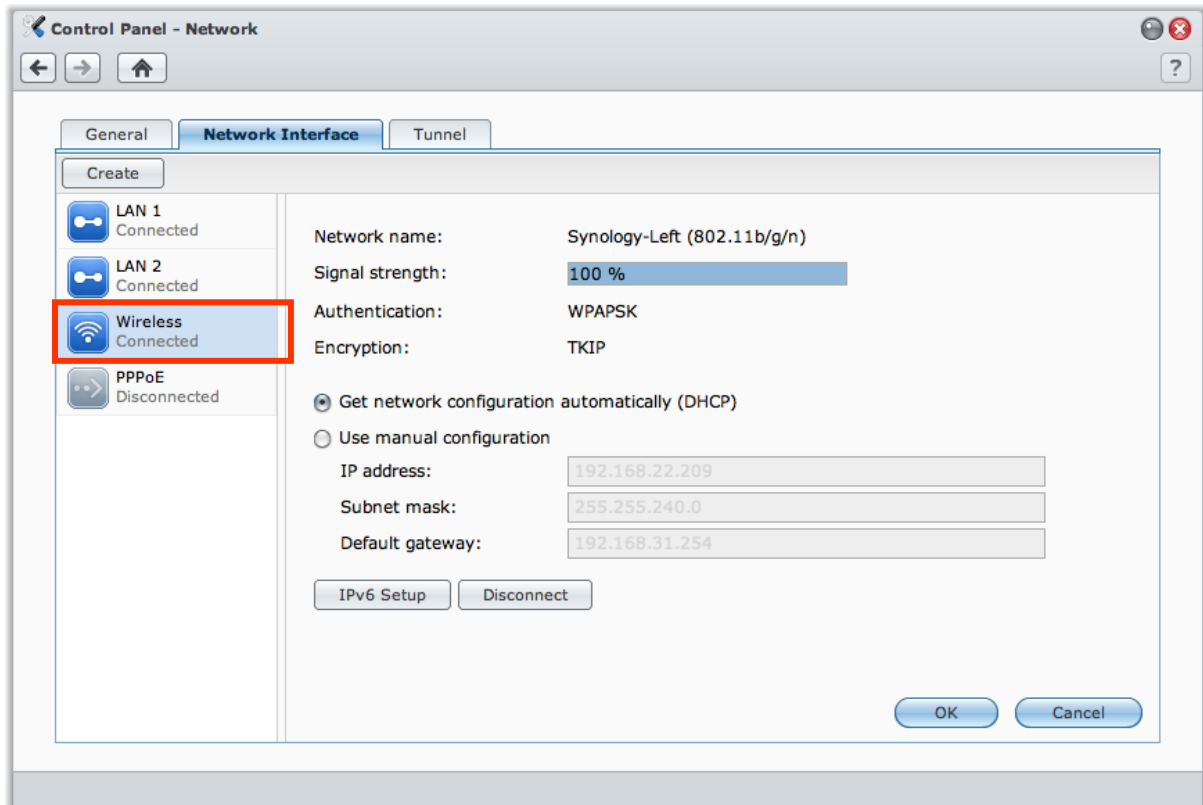 Control Panel - Network
?
General Network Interface Tunnel
Create
LAN 1
Connected
LAN 2
Connected
Wireless
Connected
PPPoE
Disconnected
Network name: Synology-Left (802.11b/g/n)
Signal strength: 100 %
Authentication: WPAPSK
Encryption: TKIP
Get network configuration automatically (DHCP)
Use manual configuration
IP address: 192.168.22.209
Subnet mask: 255.255.240.0
Default gateway: 192.168.31.254
IPv6 Setup Disconnect
OK Cancel